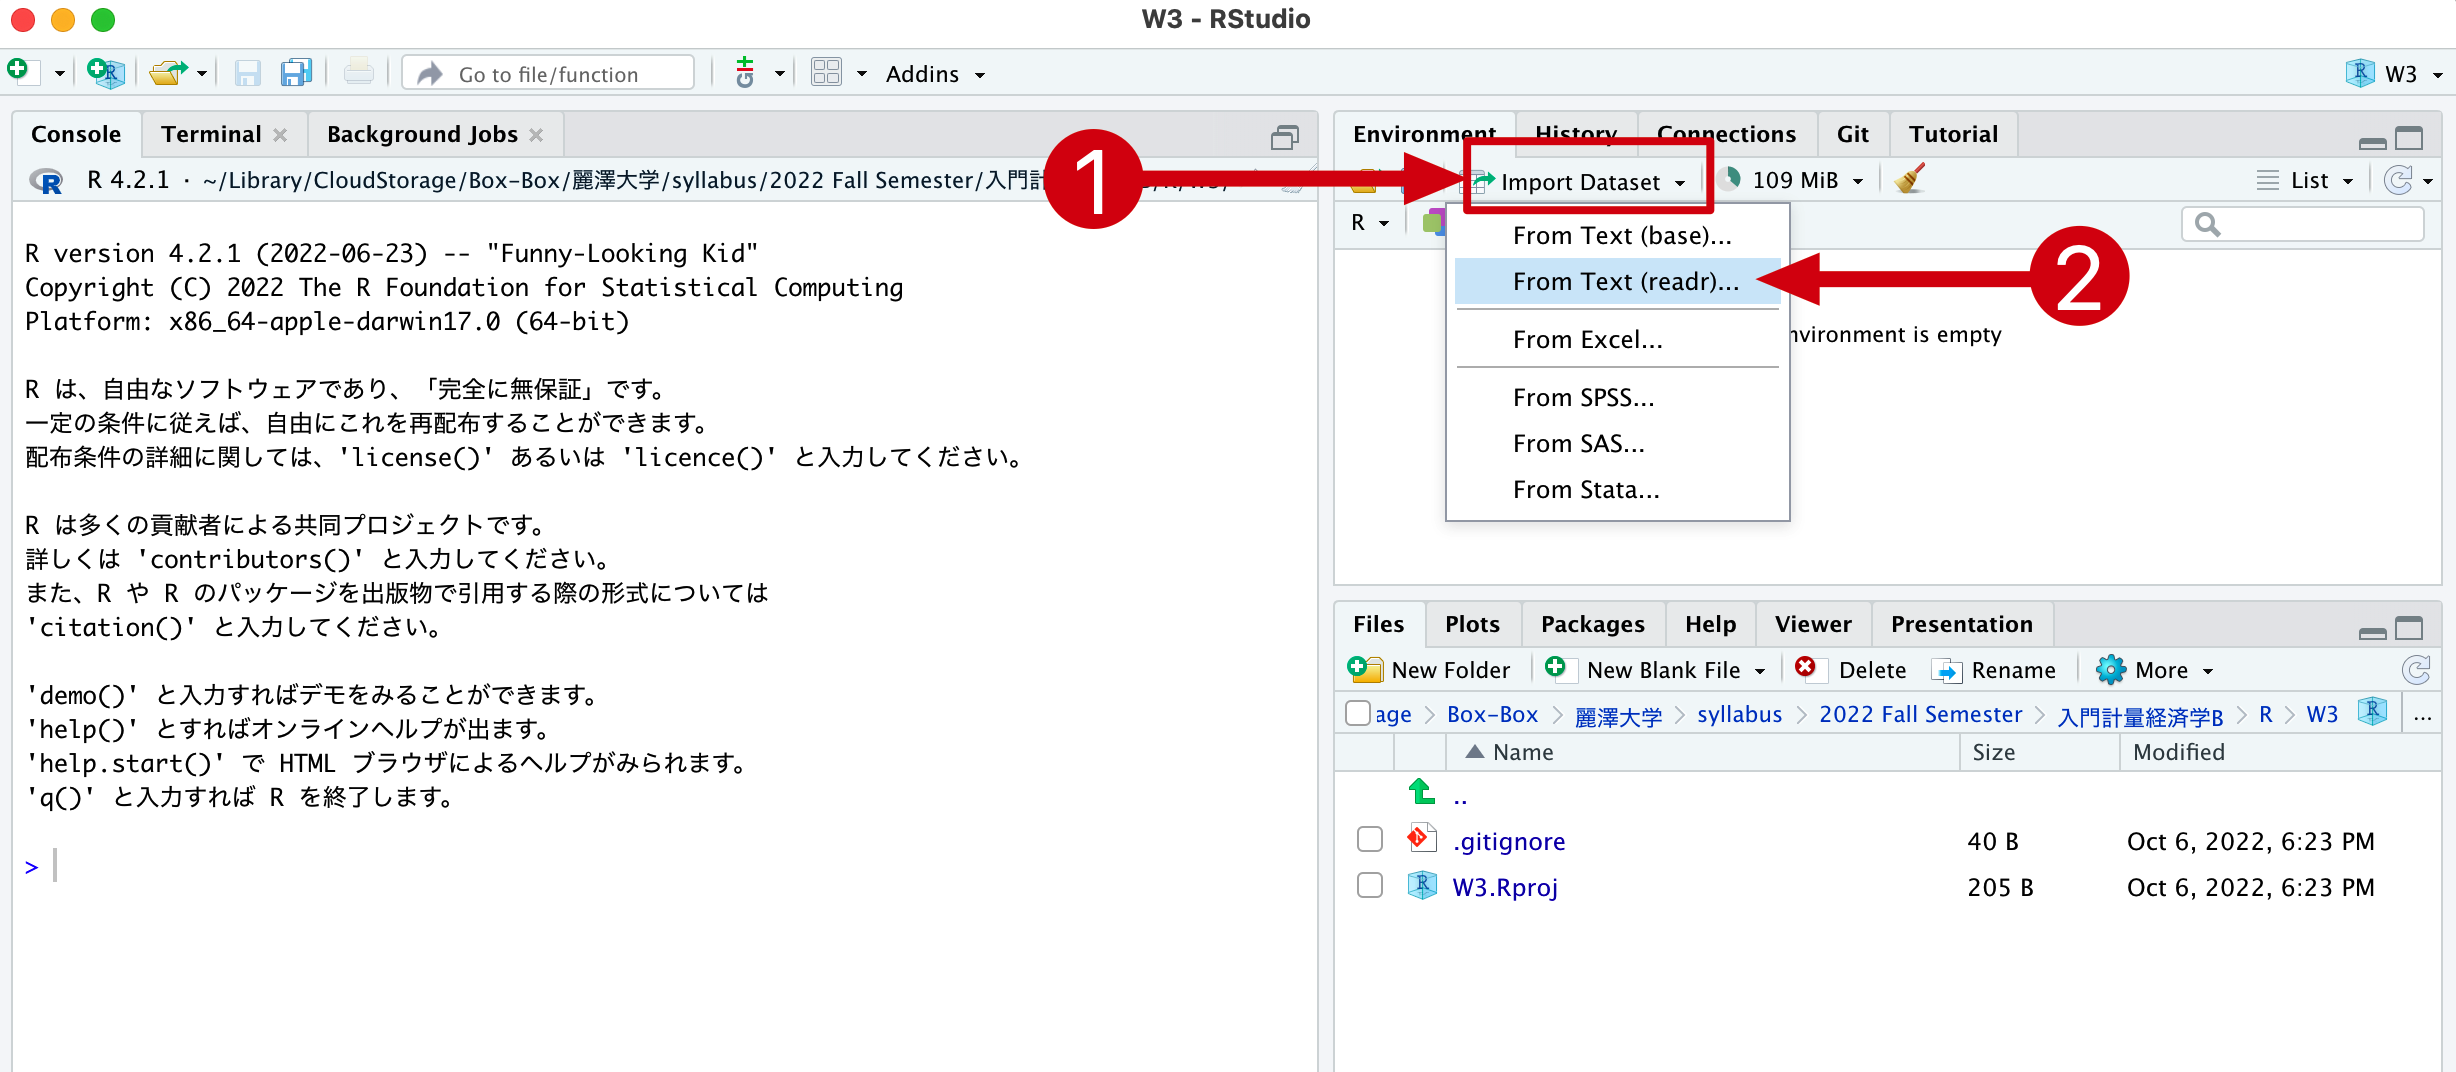 W3 - RStudio
Go to file/function
Addins
W3
Console
Terminal
Background Jobs
R 4.2.1 · ~/Library/CloudStorage/Box-Box/麗澤大学/syllabus/2022 Fall Semester/入門計
R version 4.2.1 (2022-06-23) -- "Funny-Looking Kid"
Copyright (C) 2022 The R Foundation for Statistical Computing
Platform: x86_64-apple-darwin17.0 (64-bit)
R は、自由なソフトウェアであり、「完全に無保証」です。
一定の条件に従えば、自由にこれを再配布することができます。
配布条件の詳細に関しては、'license()' あるいは 'licence()' と入力してください。
R は多くの貢献者による共同プロジェクトです。
詳しくは 'contributors()' と入力してください。
また、R や R のパッケージを出版物で引用する際の形式については
'citation()' と入力してください。
'demo()' と入力すればデモをみることができます。
'help()' とすればオンラインヘルプが出ます。
'help.start()' で HTML ブラウザによるヘルプがみられます。
'q()' と入力すれば R を終了します。
>
1
Environment
History
Connections
Git
Tutorial
Import Dataset
109 MiB
List
R
From Text (base)...
From Text (readr)...
From Excel...
From SPSS...
From SAS...
From Stata...
2
nvironment is empty
Files
Plots
Packages
Help
Viewer
Presentation
New Folder
New Blank File
Delete
Rename
More
age > Box-Box > 麗澤大学 > syllabus > 2022 Fall Semester > 入門計量経済学B > R > W3 ...
Name Size Modified
..
.gitignore 40 B Oct 6, 2022, 6:23 PM
W3.Rproj 205 B Oct 6, 2022, 6:23 PM